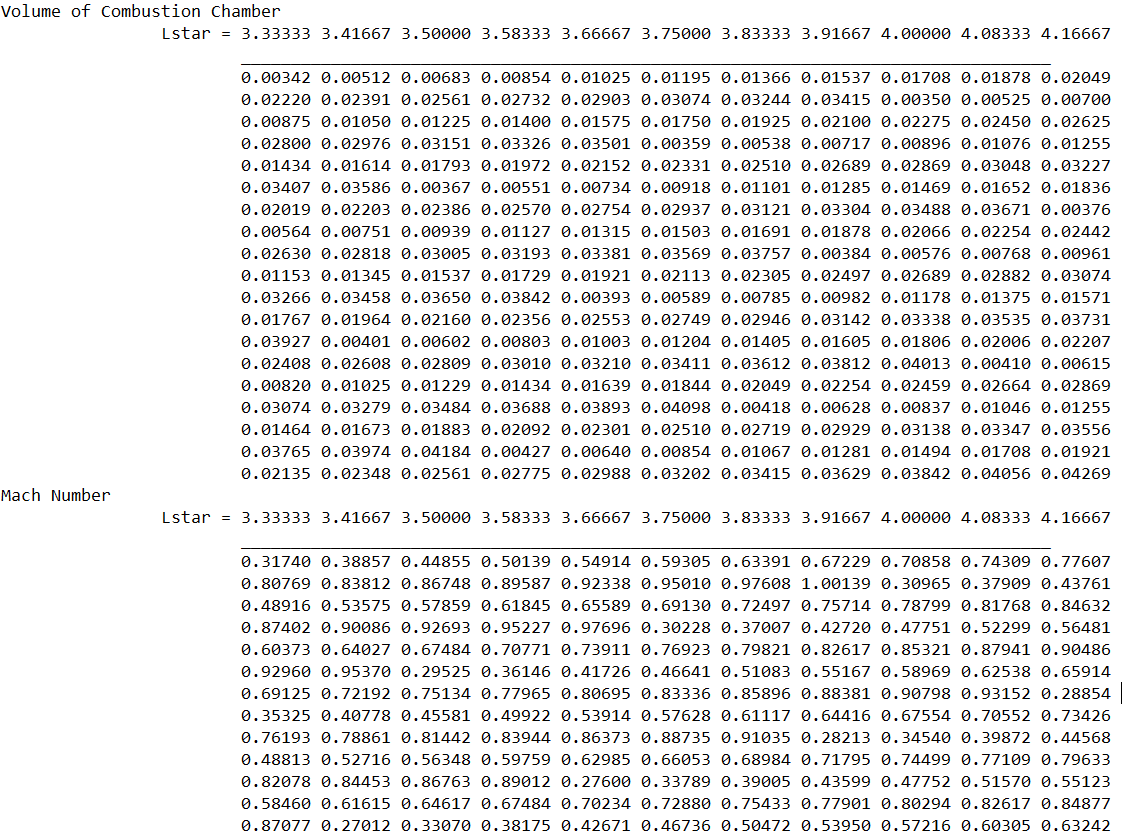 Volume of Combustion Chamber
Lstar = 3.33333 3.41667 3.50000 3.58333 3.66667 3.75000 3.83333 3.91667 4.00000 4.08333 4.16667
0.00342 0.00512 0.00683 0.00854 0.01025 0.01195 0.01366 0.01537 0.01708 0.01878 0.02049
0.02220 0.02391 0.02561 0.02732 0.02903 0.03074 0.03244 0.03415 0.00350 0.00525 0.00700
0.00875 0.01050 0.01225 0.01400 0.01575 0.01750 0.01925 0.02100 0.02275 0.02450 0.02625
0.02800 0.02976 0.03151 0.03326 0.03501 0.00359 0.00538 0.00717 0.00896 0.01076 0.01255
0.01434 0.01614 0.01793 0.01972 0.02152 0.02331 0.02510 0.02689 0.02869 0.03048 0.03227
0.03407 0.03586 0.00367 0.00551 0.00734 0.00918 0.01101 0.01285 0.01469 0.01652 0.01836
0.02019 0.02203 0.02386 0.02570 0.02754 0.02937 0.03121 0.03304 0.03488 0.03671 0.00376
0.00564 0.00751 0.00939 0.01127 0.01315 0.01503 0.01691 0.01878 0.02066 0.02254 0.02442
0.02630 0.02818 0.03005 0.03193 0.03381 0.03569 0.03757 0.00384 0.00576 0.00768 0.00961
0.01153 0.01345 0.01537 0.01729 0.01921 0.02113 0.02305 0.02497 0.02689 0.02882 0.03074
0.03266 0.03458 0.03650 0.03842 0.00393 0.00589 0.00785 0.00982 0.01178 0.01375 0.01571
0.01767 0.01964 0.02160 0.02356 0.02553 0.02749 0.02946 0.03142 0.03338 0.03535 0.03731
0.03927 0.00401 0.00602 0.00803 0.01003 0.01204 0.01405 0.01605 0.01806 0.02006 0.02207
0.02408 0.02608 0.02809 0.03010 0.03210 0.03411 0.03612 0.03812 0.04013 0.00410 0.00615
0.00820 0.01025 0.01229 0.01434 0.01639 0.01844 0.02049 0.02254 0.02459 0.02664 0.02869
0.03074 0.03279 0.03484 0.03688 0.03893 0.04098 0.00418 0.00628 0.00837 0.01046 0.01255
0.01464 0.01673 0.01883 0.02092 0.02301 0.02510 0.02719 0.02929 0.03138 0.03347 0.03556
0.03765 0.03974 0.04184 0.00427 0.00640 0.00854 0.01067 0.01281 0.01494 0.01708 0.01921
0.02135 0.02348 0.02561 0.02775 0.02988 0.03202 0.03415 0.03629 0.03842 0.04056 0.04269
Mach Number
Lstar = 3.33333 3.41667 3.50000 3.58333 3.66667 3.75000 3.83333 3.91667 4.00000 4.08333 4.16667
0.31740 0.38857 0.44855 0.50139 0.54914 0.59305 0.63391 0.67229 0.70858 0.74309 0.77607
0.80769 0.83812 0.86748 0.89587 0.92338 0.95010 0.97608 1.00139 0.30965 0.37909 0.43761
0.48916 0.53575 0.57859 0.61845 0.65589 0.69130 0.72497 0.75714 0.78799 0.81768 0.84632
0.87402 0.90086 0.92693 0.95227 0.97696 0.30228 0.37007 0.42720 0.47751 0.52299 0.56481
0.60373 0.64027 0.67484 0.70771 0.73911 0.76923 0.79821 0.82617 0.85321 0.87941 0.90486
0.92960 0.95370 0.29525 0.36146 0.41726 0.46641 0.51083 0.55167 0.58969 0.62538 0.65914
0.69125 0.72192 0.75134 0.77965 0.80695 0.83336 0.85896 0.88381 0.90798 0.93152 0.28854
0.35325 0.40778 0.45581 0.49922 0.53914 0.57628 0.61117 0.64416 0.67554 0.70552 0.73426
0.76193 0.78861 0.81442 0.83944 0.86373 0.88735 0.91035 0.28213 0.34540 0.39872 0.44568
0.48813 0.52716 0.56348 0.59759 0.62985 0.66053 0.68984 0.71795 0.74499 0.77109 0.79633
0.82078 0.84453 0.86763 0.89012 0.27600 0.33789 0.39005 0.43599 0.47752 0.51570 0.55123
0.58460 0.61615 0.64617 0.67484 0.70234 0.72880 0.75433 0.77901 0.80294 0.82617 0.84877
0.87077 0.27012 0.33070 0.38175 0.42671 0.46736 0.50472 0.53950 0.57216 0.60305 0.63242